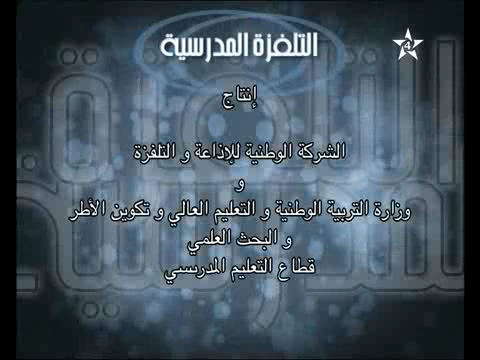 التلفزة المدرسية
4
إنتاج
الشركة الوطنية للإذاعة و التلفزة
و
وزارة التربية الوطنية و التعليم العالي و تكوين الأطر
و البحث العلمي
قطاع التعليم المدرسي